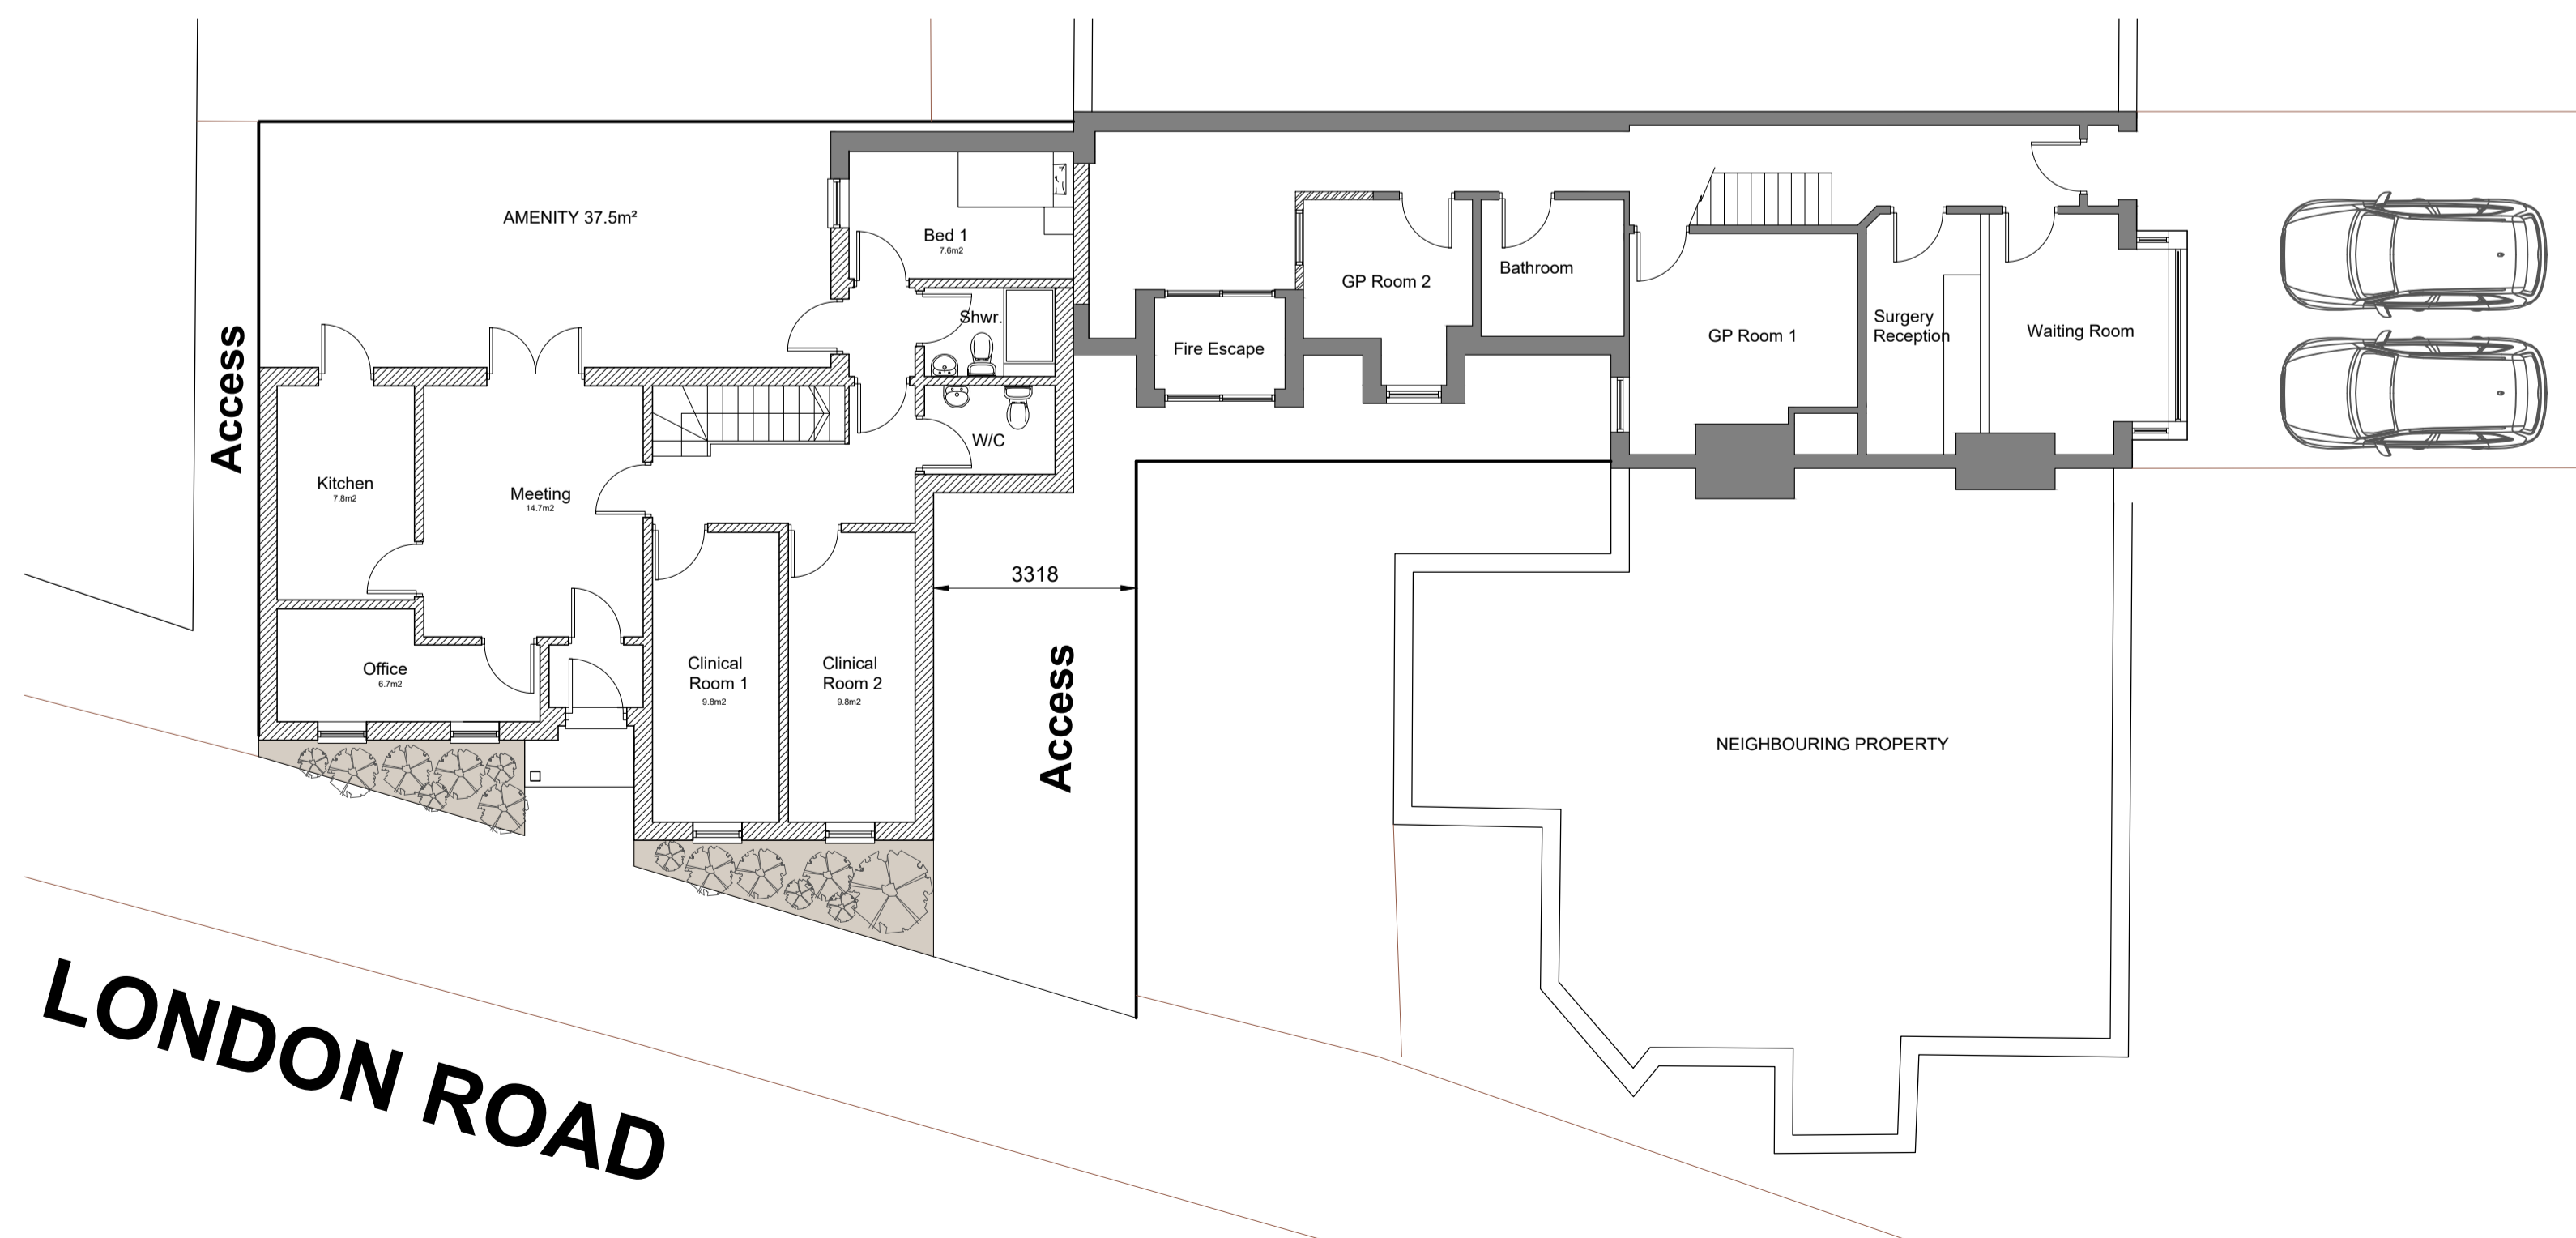 AMENITY 37.5m²
Bed 1
7.6m2
Shwr.
W/C
Access
Kitchen
7.8m2
Meeting
14.7m2
Office
6.7m2
Clinical
Room 1
9.8m2
Clinical
Room 2
9.8m2
3318
Access
Fire Escape
GP Room 2
Bathroom
GP Room 1
Surgery
Reception
Waiting Room
NEIGHBOURING PROPERTY
LONDON ROAD